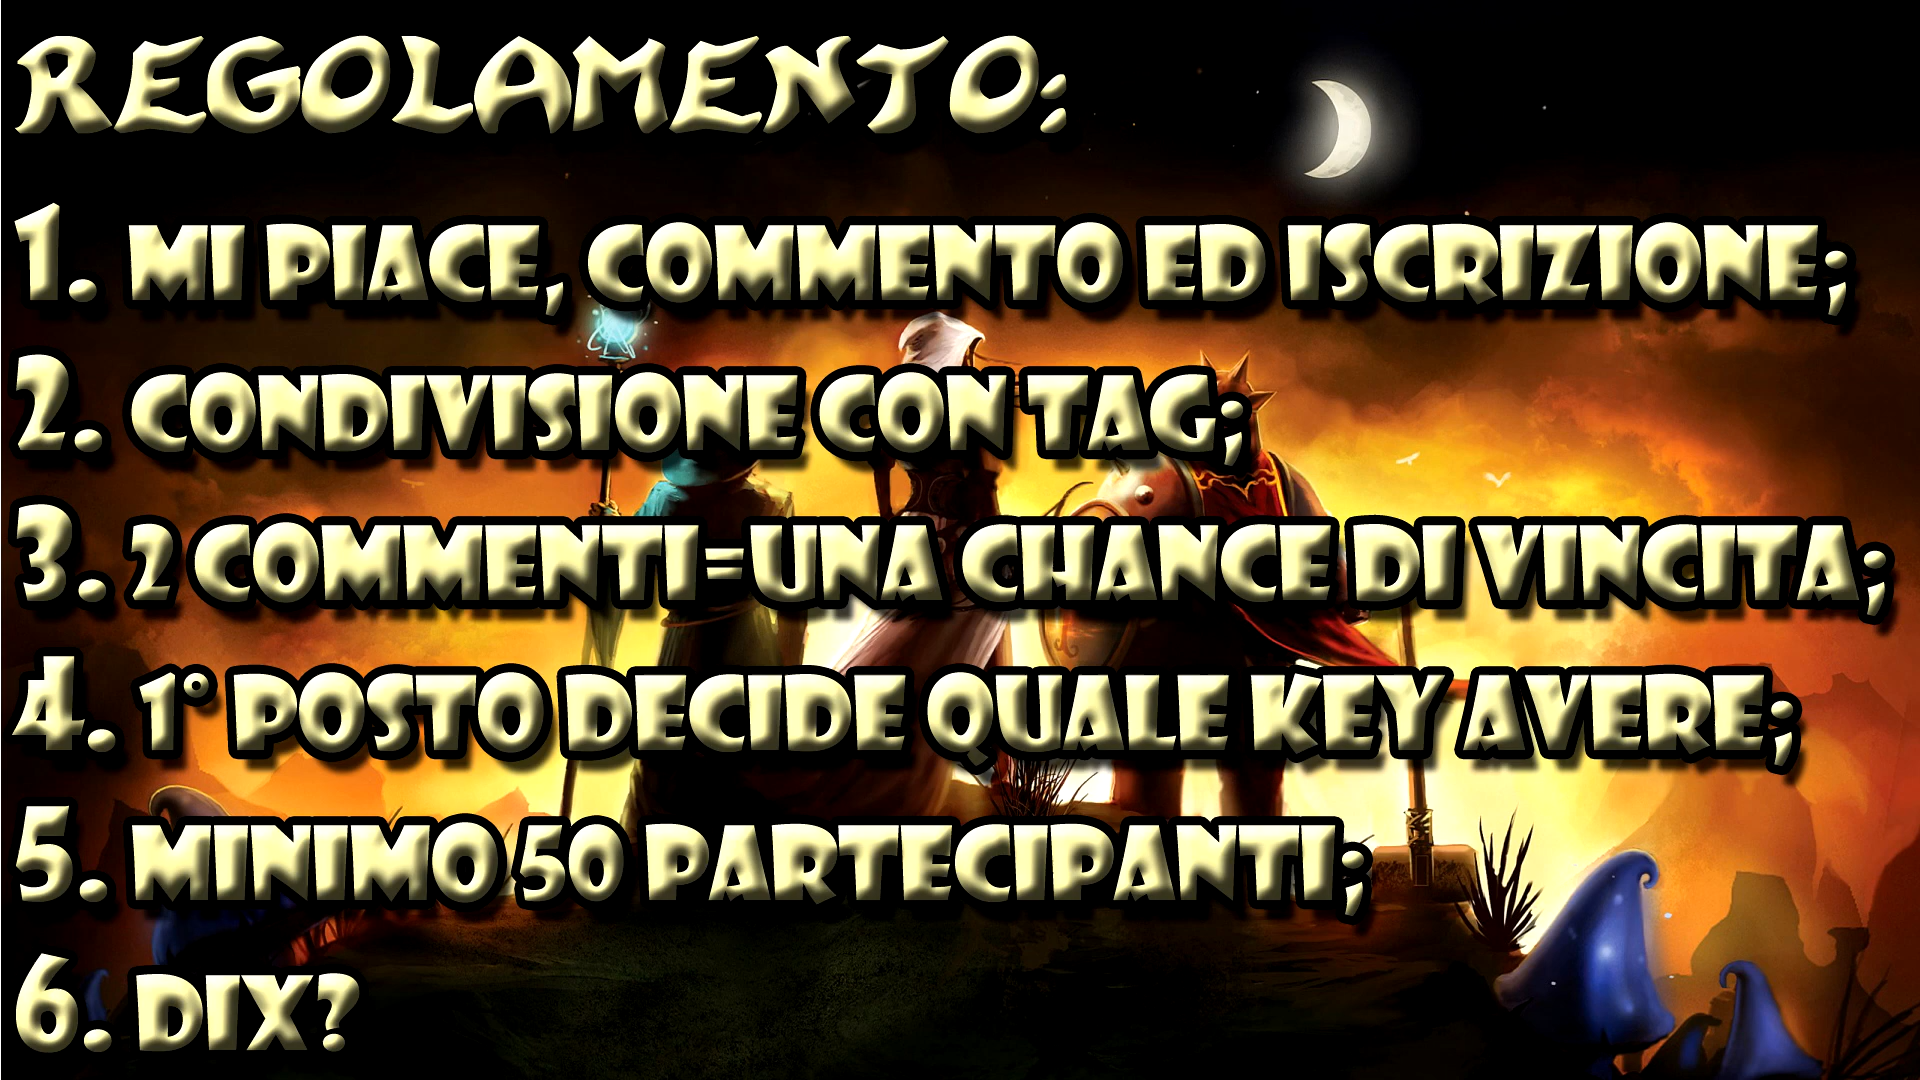 REGOLAMENTO:
1. MI PIACE, COMMENTO ED ISCRIZIONE;
2. CONDIVISIONE CON TAG;
3. 2 COMMENTI=UNA CHANCE DI VINCITA;
4. 1° POSTO DECIDE QUALE KEY AVERE;
5. MINIMO 50 PARTECIPANTI;
6. DIX?